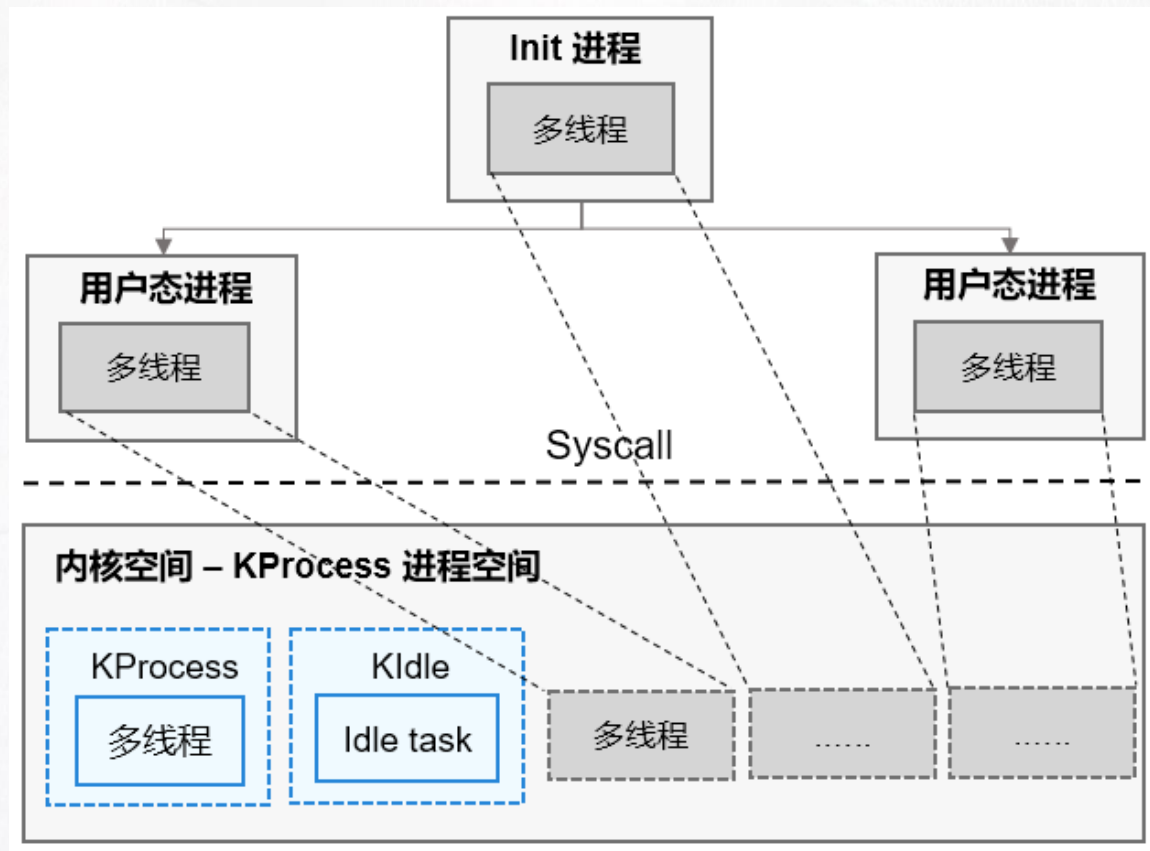 Init 进程
多线程
用户态进程
用户态进程
多线程
多线程
Syscall
内核空间 – KProcess 进程空间
KProcess
KIdle
多线程
Idle task
多线程
......
......